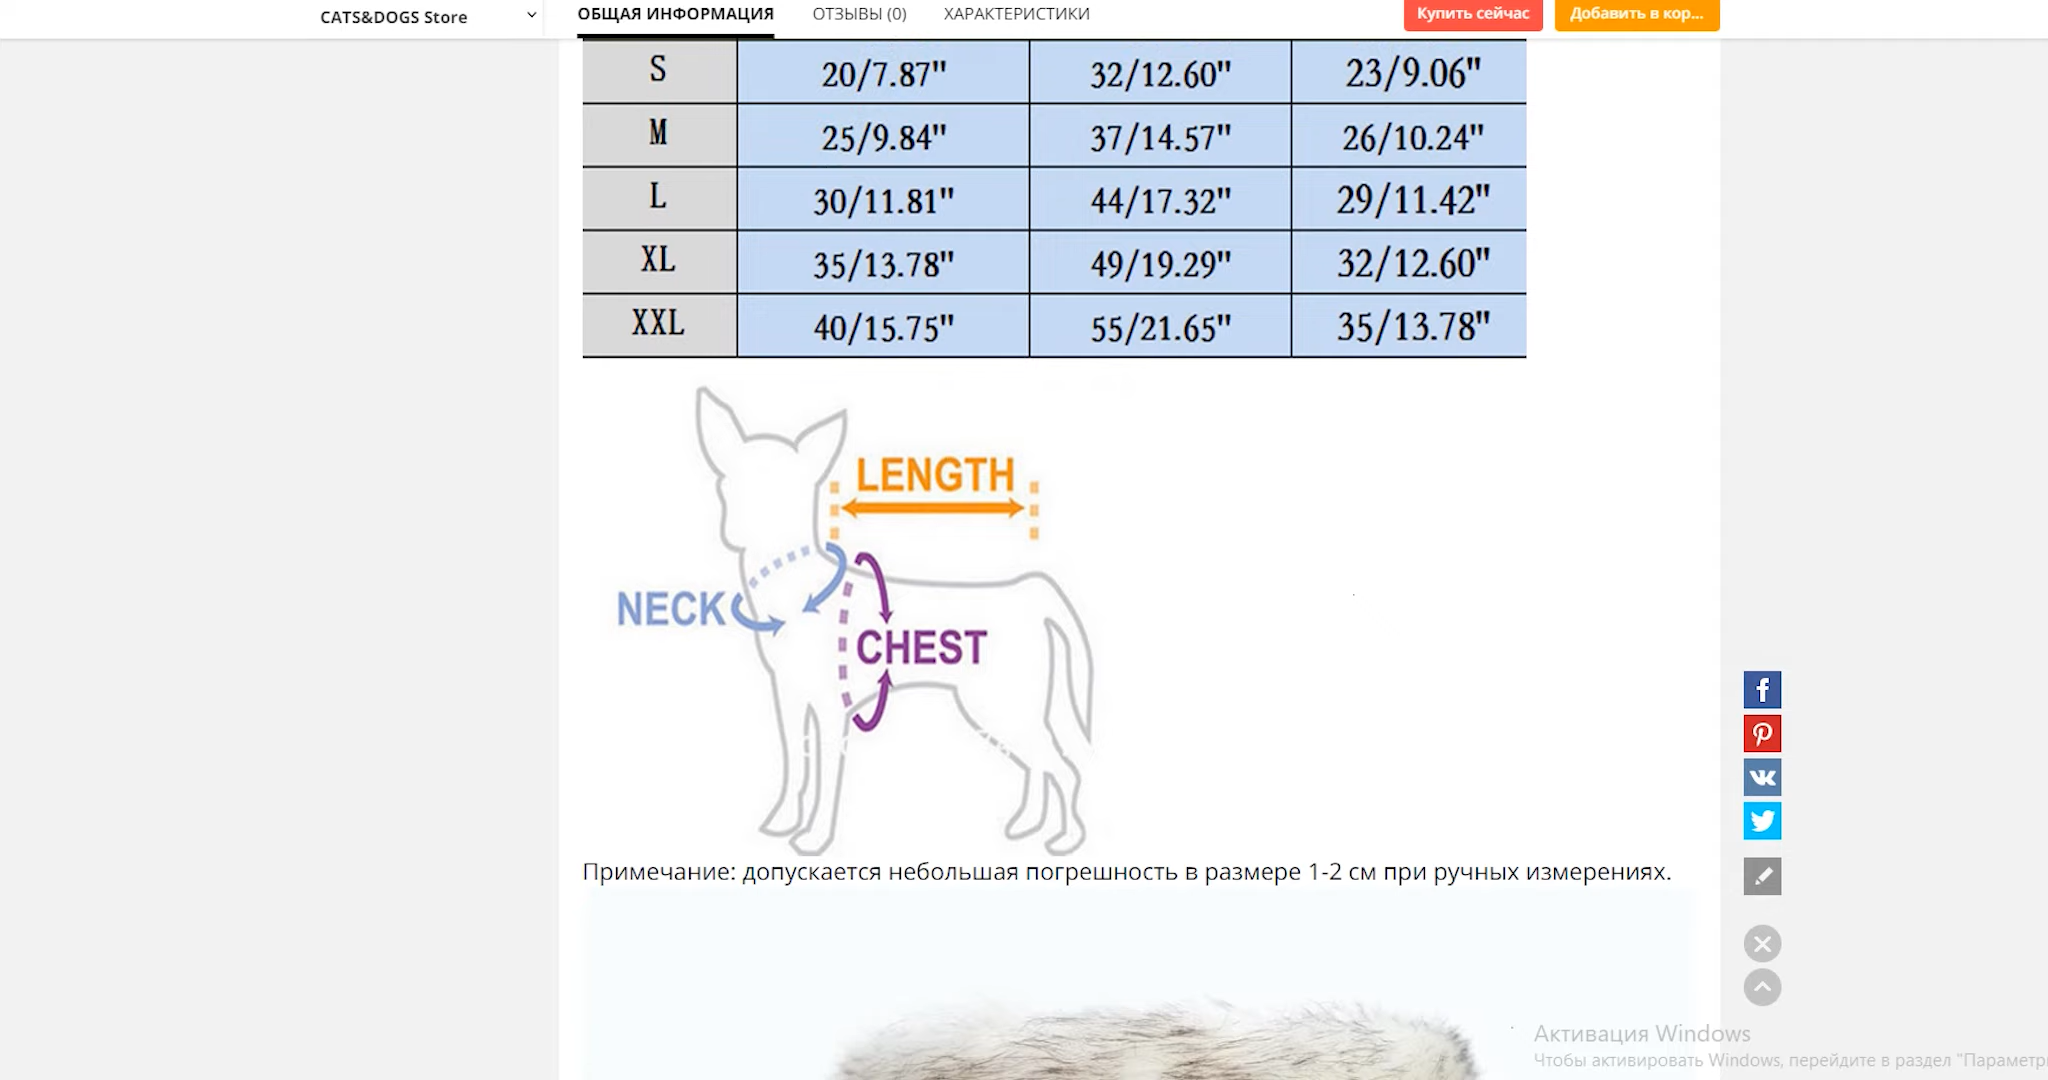 CATS&DOGS Store
ОБЩАЯ ИНФОРМАЦИЯ
ОТЗЫВЫ (0)
ХАРАКТЕРИСТИКИ
Купить сейчас
Добавить в кор...
S 20/7.87" 32/12.60" 23/9.06"
M 25/9.84" 37/14.57" 26/10.24"
L 30/11.81" 44/17.32" 29/11.42"
XL 35/13.78" 49/19.29" 32/12.60"
XXL 40/15.75" 55/21.65" 35/13.78"
LENGTH
NECK
CHEST
Примечание: допускается небольшая погрешность в размере 1-2 см при ручных измерениях.
Активация Windows
Чтобы активировать Windows, перейдите в раздел "Параметры